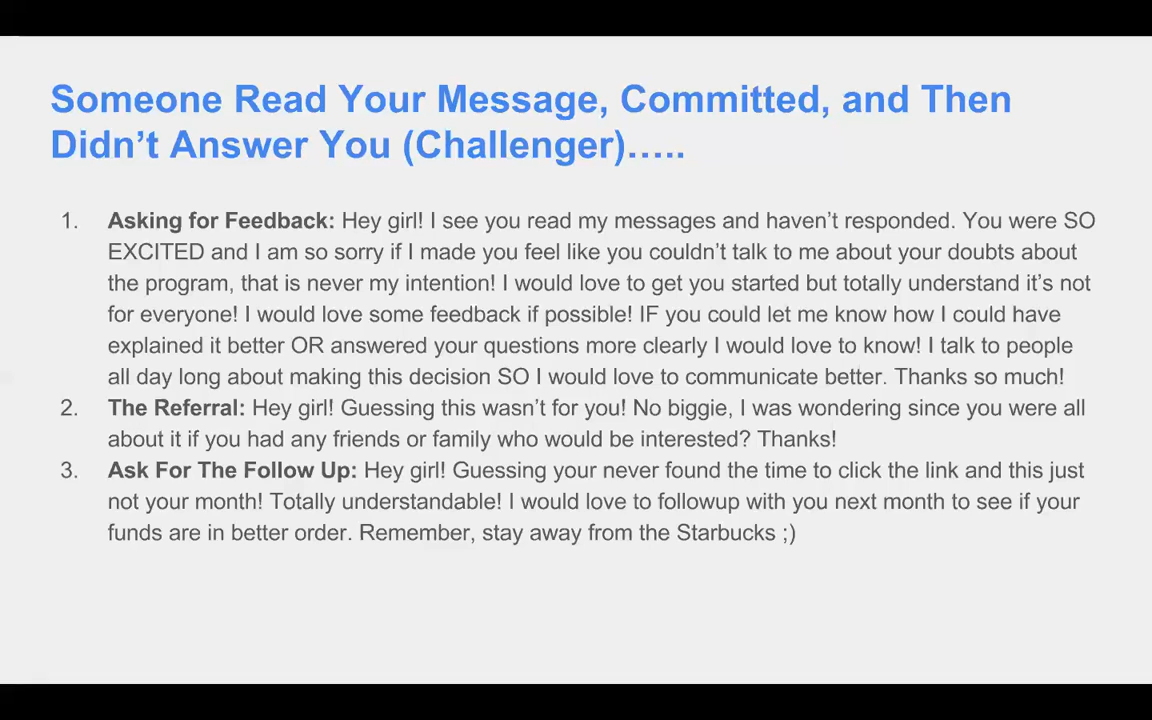 Someone Read Your Message, Committed, and Then
Didn't Answer You (Challenger)…..
1. Asking for Feedback: Hey girl! I see you read my messages and haven't responded. You were SO
EXCITED and I am so sorry if I made you feel like you couldn't talk to me about your doubts about
the program, that is never my intention! I would love to get you started but totally understand it's not
for everyone! I would love some feedback if possible! IF you could let me know how I could have
explained it better OR answered your questions more clearly I would love to know! I talk to people
all day long about making this decision SO I would love to communicate better. Thanks so much!
2. The Referral: Hey girl! Guessing this wasn't for you! No biggie, I was wondering since you were all
about it if you had any friends or family who would be interested? Thanks!
3. Ask For The Follow Up: Hey girl! Guessing your never found the time to click the link and this just
not your month! Totally understandable! I would love to followup with you next month to see if your
funds are in better order. Remember, stay away from the Starbucks ;)